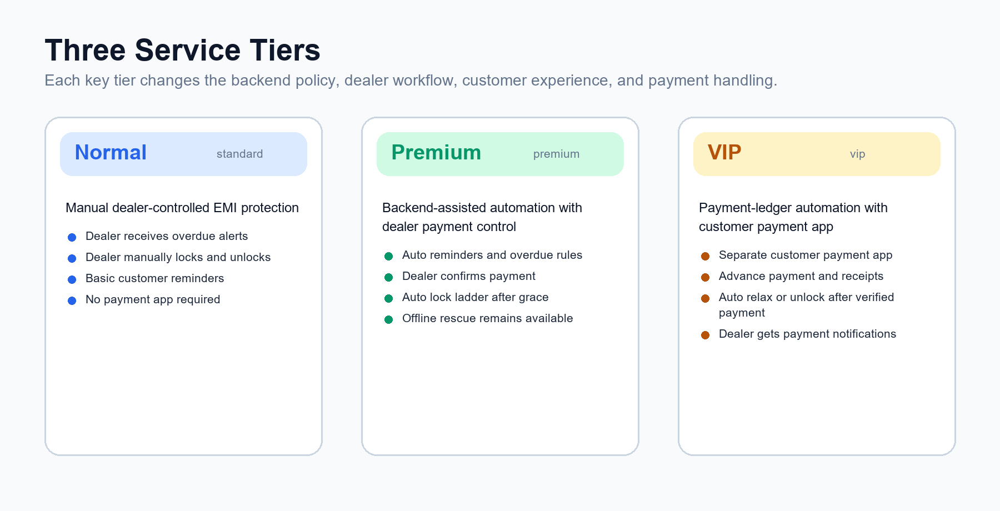 Three Service Tiers
Each key tier changes the backend policy, dealer workflow, customer experience, and payment handling.
Normal standard
Manual dealer-controlled EMI protection
Dealer receives overdue alerts
Dealer manually locks and unlocks
Basic customer reminders
No payment app required
Premium premium
Backend-assisted automation with
dealer payment control
Auto reminders and overdue rules
Dealer confirms payment
Auto lock ladder after grace
Offline rescue remains available
VIP vip
Payment-ledger automation with
customer payment app
Separate customer payment app
Advance payment and receipts
Auto relax or unlock after verified
payment
Dealer gets payment notifications